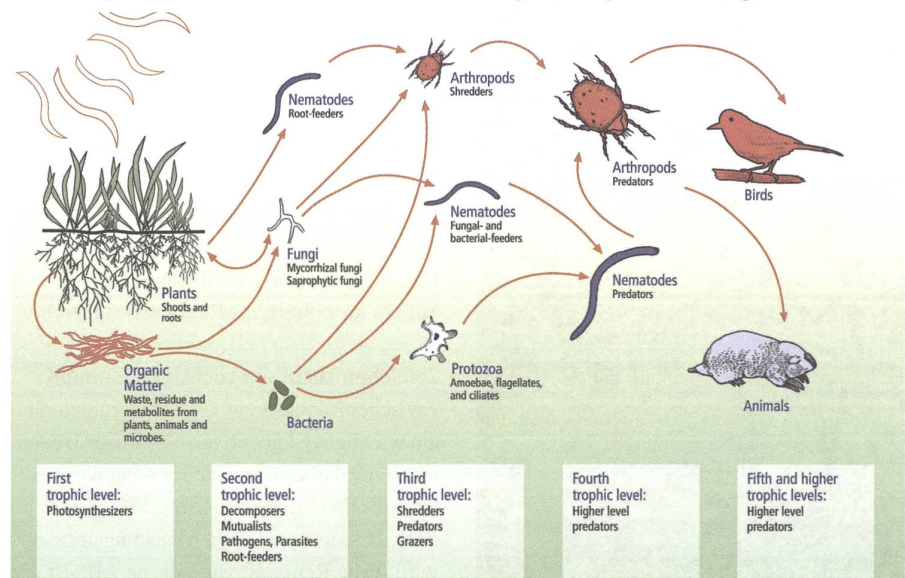 Nematodes
Root-feeders
Arthropods
Shredders
Arthropods
Predators
Birds
Nematodes
Fungal- and
bacterial-feeders
Fungi
Mycorrhizal fungi
Saprophytic fungi
Nematodes
Predators
Plants
Shoots and
roots
Organic
Matter
Waste, residue and
metabolites from
plants, animals and
microbes.
Bacteria
Protozoa
Amoebae, flagellates,
and ciliates
Animals
First
trophic level:
Photosynthesizers
Second
trophic level:
Decomposers
Mutualists
Pathogens, Parasites
Root-feeders
Third
trophic level:
Shredders
Predators
Grazers
Fourth
trophic level:
Higher level
predators
Fifth and higher
trophic levels:
Higher level
predators